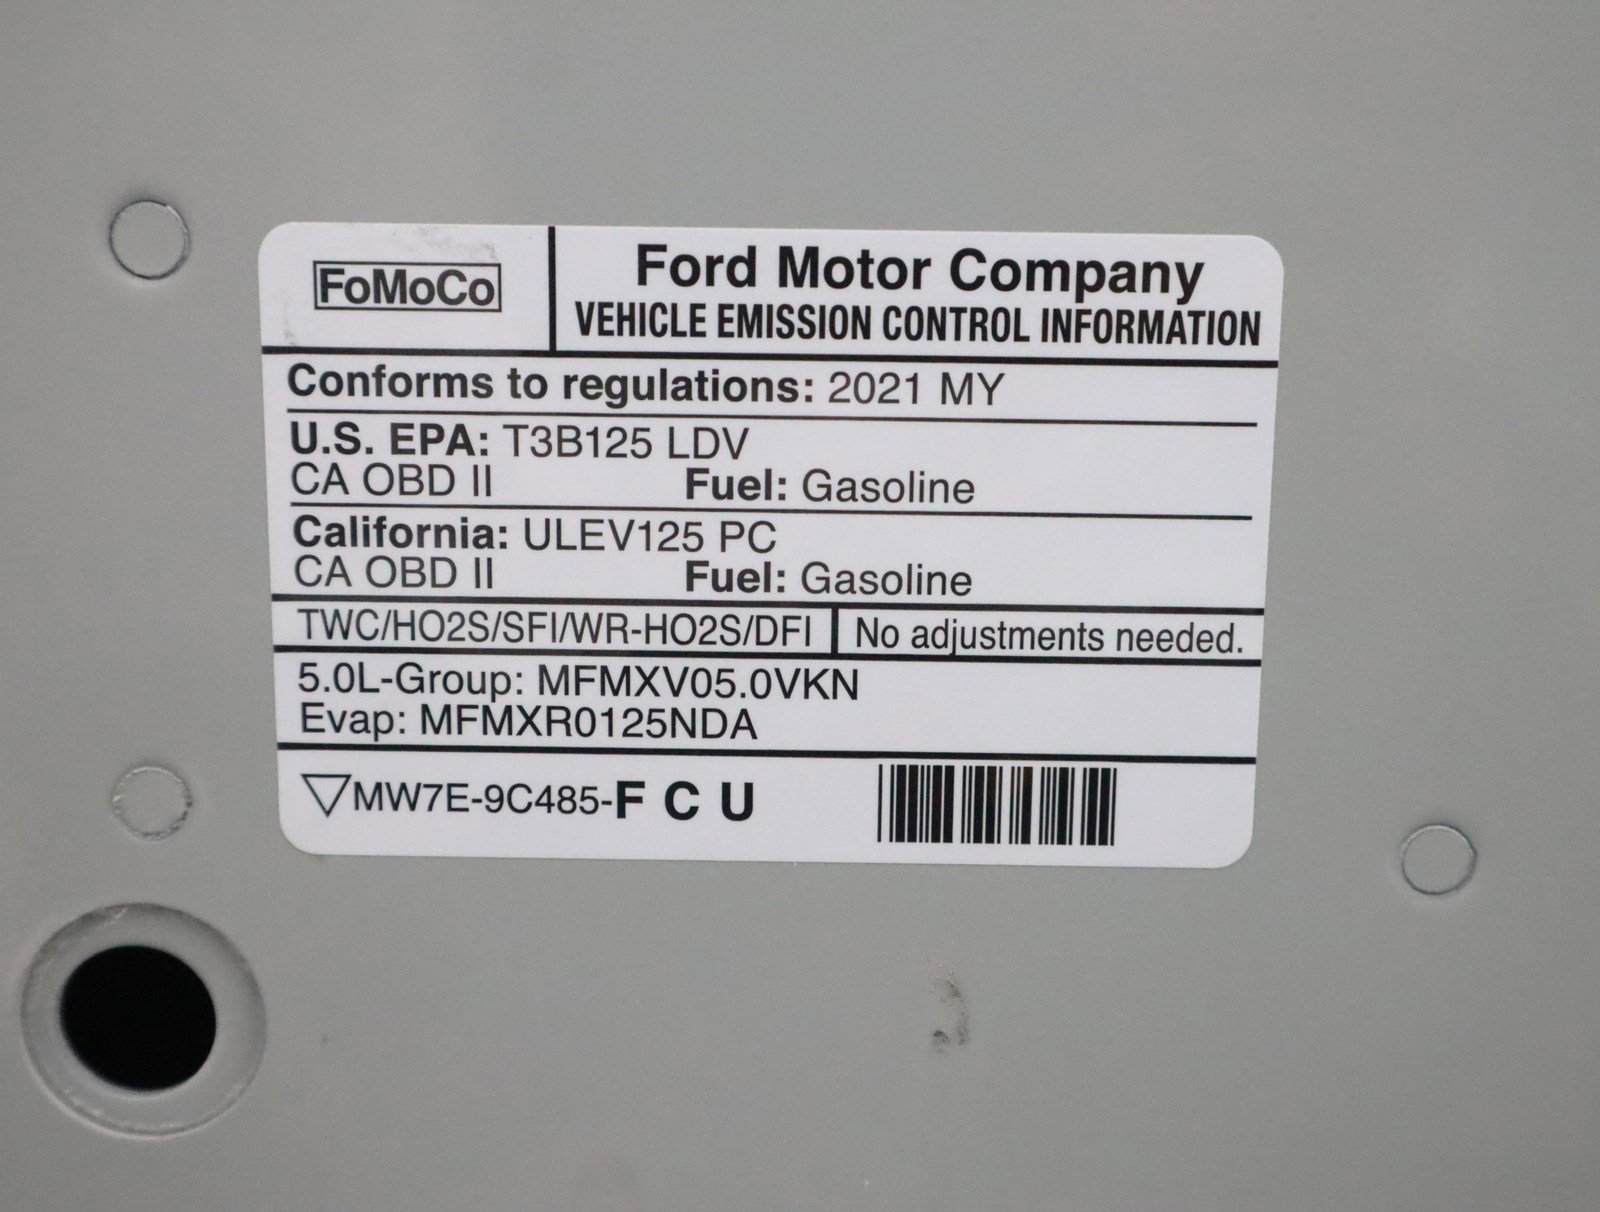 FoMoCo
Ford Motor Company
VEHICLE EMISSION CONTROL INFORMATION
Conforms to regulations: 2021 MY
U.S. EPA: T3B125 LDV
CA OBD II Fuel: Gasoline
California: ULEV125 PC
CA OBD II Fuel: Gasoline
TWC/HO2S/SFI/WR-HO2S/DFI No adjustments needed.
5.0L-Group: MFMXV05.0VKN
Evap: MFMXR0125NDA
MW7E-9C485-F C U